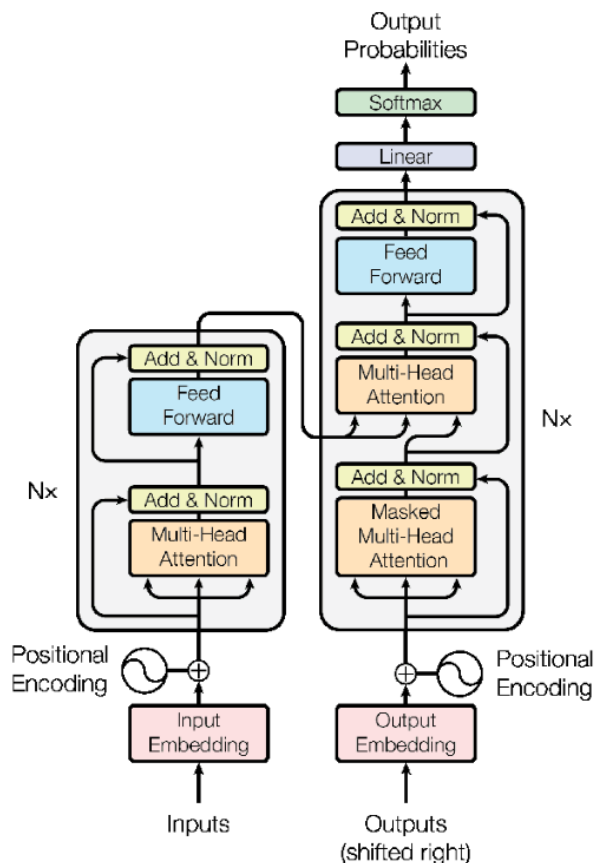 Output
Probabilities
Softmax
Linear
Add & Norm
Feed
Forward
Add & Norm
Multi-Head
Attention
Nx
Add & Norm
Masked
Multi-Head
Attention
Add & Norm
Feed
Forward
Nx
Add & Norm
Multi-Head
Attention
Positional
Encoding
Input
Embedding
Inputs
Positional
Encoding
Output
Embedding
Outputs
(shifted right)